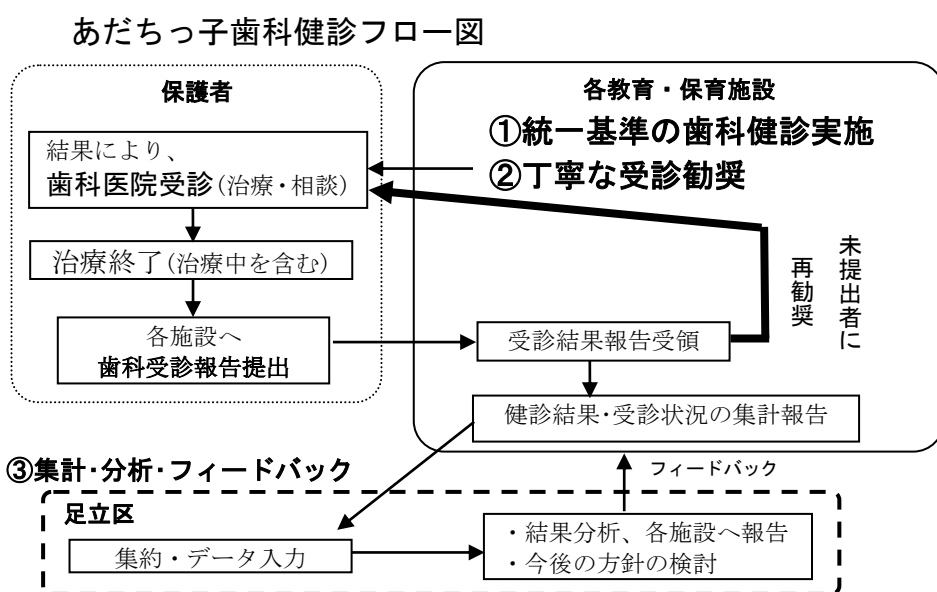 あだちっ子歯科健診フロー図
保護者
結果により、
歯科医院受診(治療・相談)
治療終了(治療中を含む)
各施設へ
歯科受診報告提出
各教育・保育施設
①統一基準の歯科健診実施
②丁寧な受診勧奨
未提出者に
再勧奨
受診結果報告受領
健診結果・受診状況の集計報告
③集計・分析・フィードバック
フィードバック
足立区
集約・データ入力
・結果分析、各施設へ報告
・今後の方針の検討